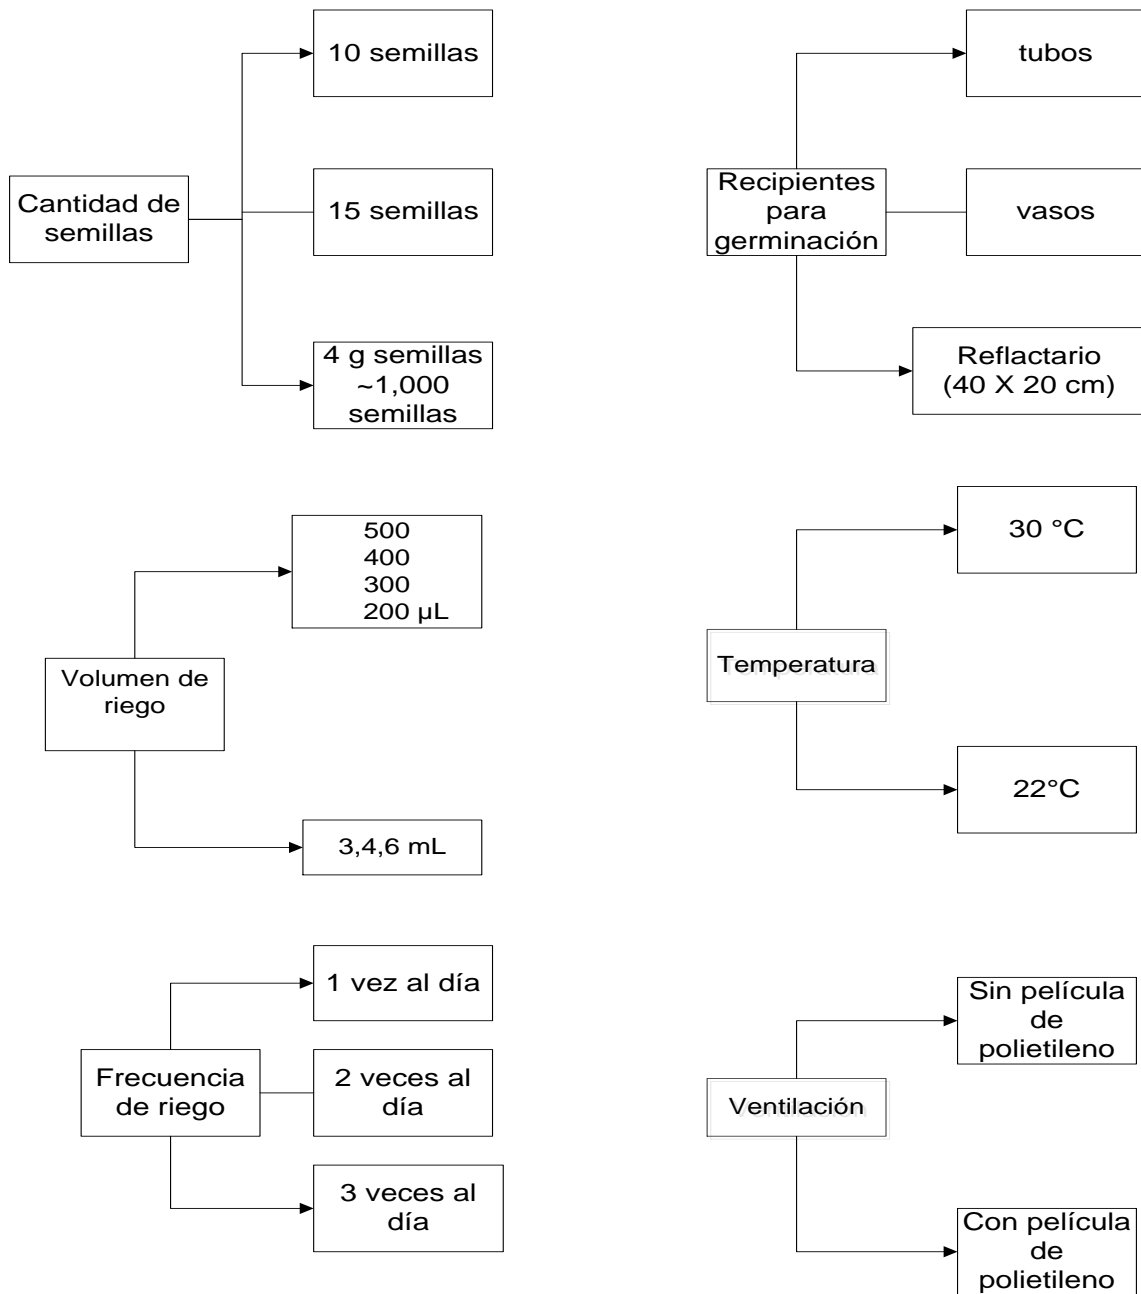 Cantidad de
semillas
10 semillas
15 semillas
4 g semillas
~1,000
semillas
Recipientes
para
germinación
tubos
vasos
Reflactario
(40 X 20 cm)
Volumen de
riego
500
400
300
200 µL
3,4,6 mL
Temperatura
30 °C
22°C
Frecuencia
de riego
1 vez al día
2 veces al
día
3 veces al
día
Ventilación
Sin película
de
polietileno
Con película
de
polietileno